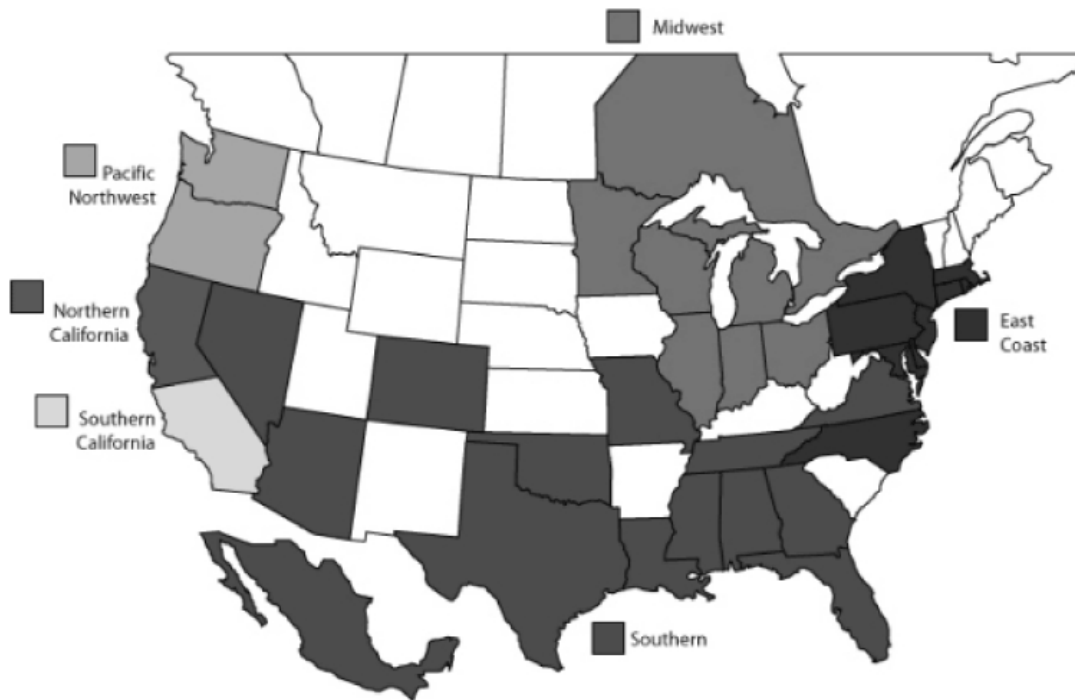 Midwest
Pacific
Northwest
Northern
California
East
Coast
Southern
California
Southern